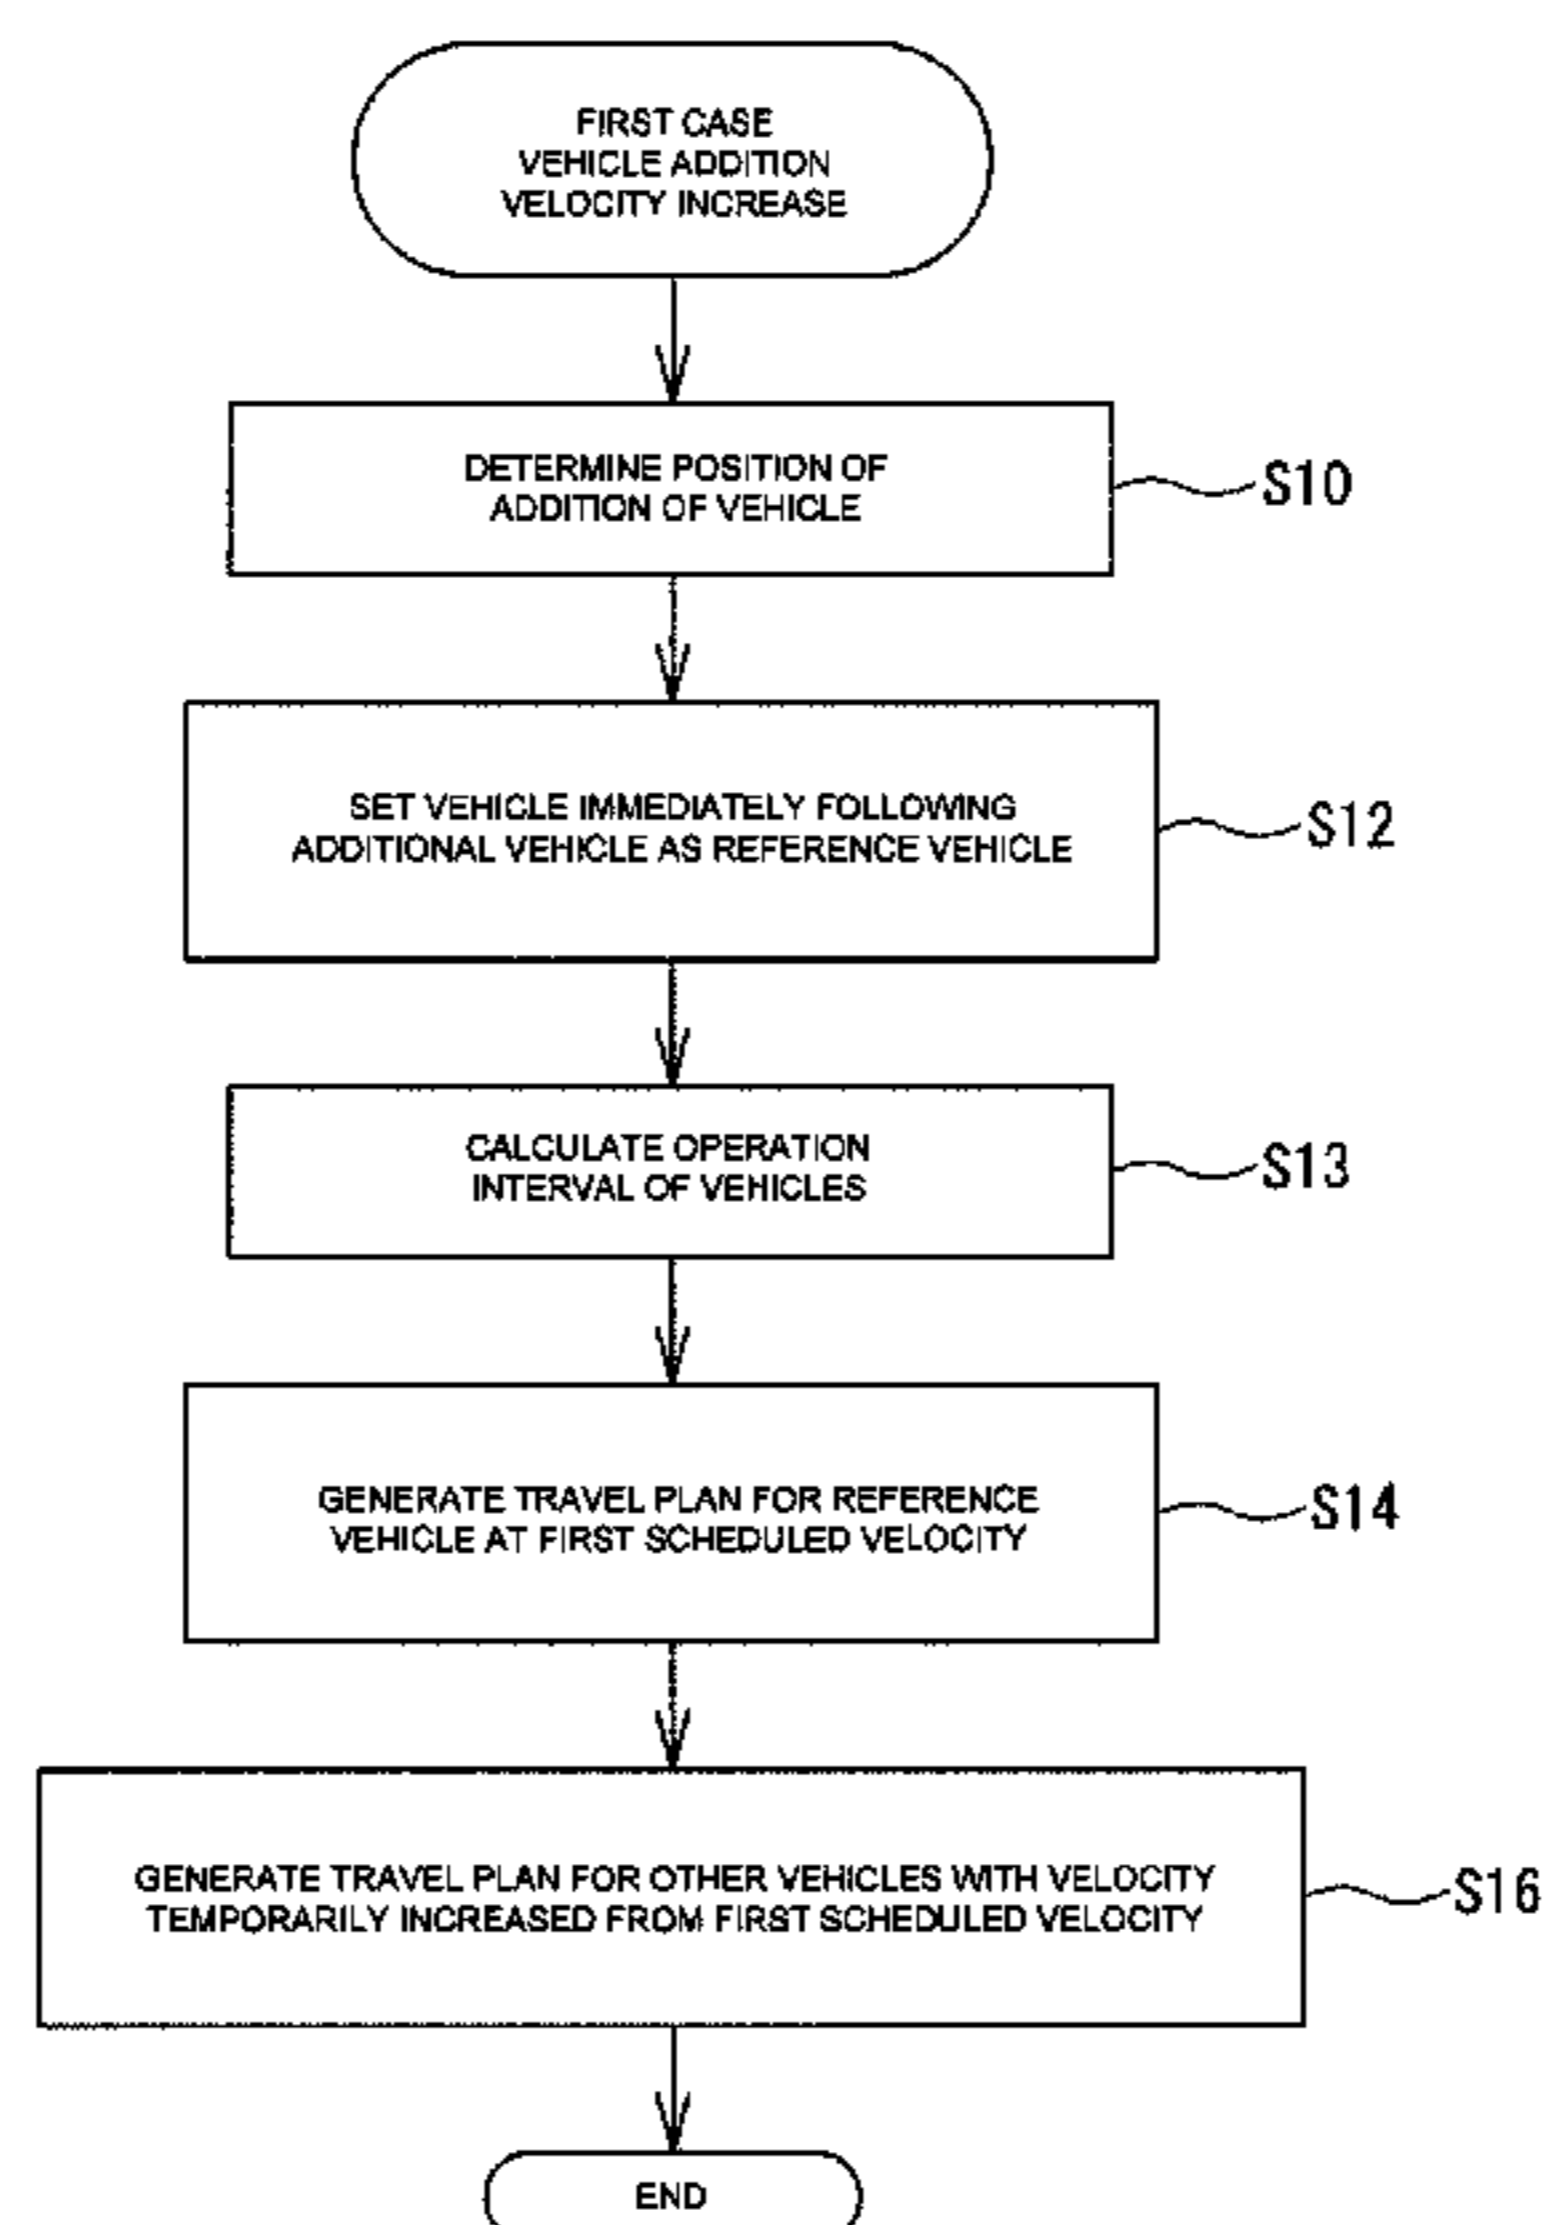 FIRST CASE
VEHICLE ADDITION
VELOCITY INCREASE
DETERMINE POSITION OF
ADDITION OF VEHICLE
S10
SET VEHICLE IMMEDIATELY FOLLOWING
ADDITIONAL VEHICLE AS REFERENCE VEHICLE
S12
CALCULATE OPERATION
INTERVAL OF VEHICLES
S13
GENERATE TRAVEL PLAN FOR REFERENCE
VEHICLE AT FIRST SCHEDULED VELOCITY
S14
GENERATE TRAVEL PLAN FOR OTHER VEHICLES WITH VELOCITY
TEMPORARILY INCREASED FROM FIRST SCHEDULED VELOCITY
S16
END